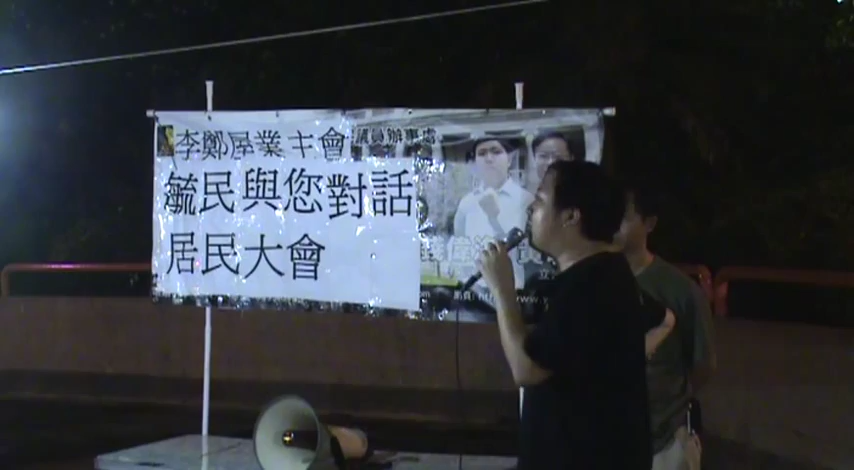 李鄭屋業主會
議員辦事處
毓民與您對話
居民大會